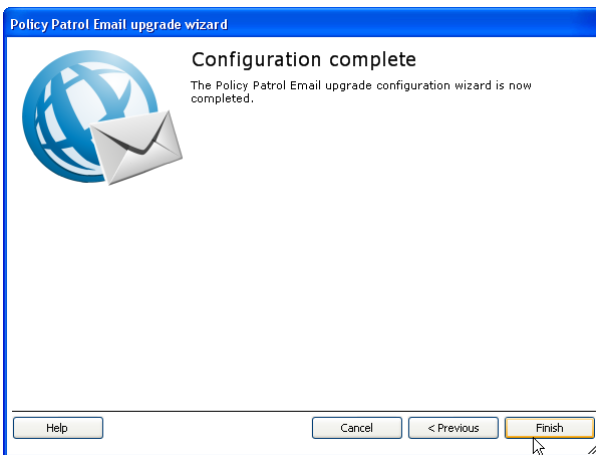 Policy Patrol Email upgrade wizard
Configuration complete
The Policy Patrol Email upgrade configuration wizard is now
completed.
Help
Cancel
< Previous
Finish